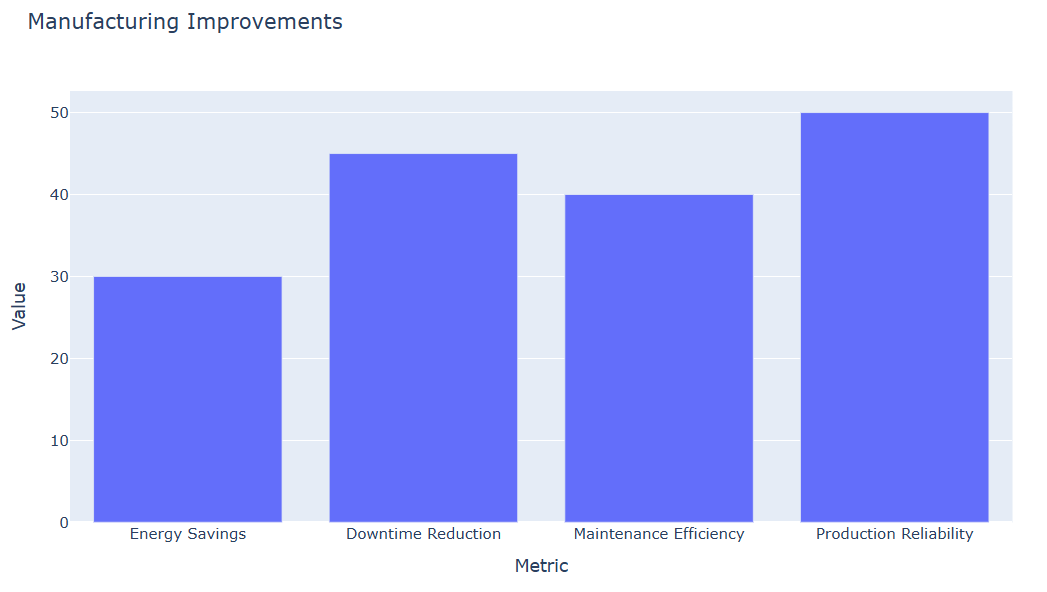 Manufacturing Improvements
50
40
30
20
10
0
Value
Energy Savings Downtime Reduction Maintenance Efficiency Production Reliability
Metric